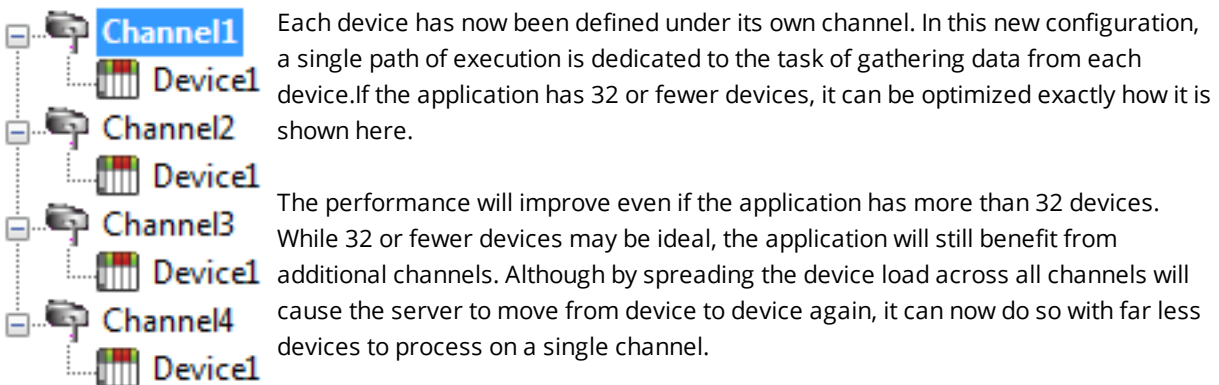 Channel1
Device1
Channel2
Device1
Channel3
Device1
Channel4
Device1
Each device has now been defined under its own channel. In this new configuration,
a single path of execution is dedicated to the task of gathering data from each
device.If the application has 32 or fewer devices, it can be optimized exactly how it is
shown here.
The performance will improve even if the application has more than 32 devices.
While 32 or fewer devices may be ideal, the application will still benefit from
additional channels. Although by spreading the device load across all channels will
cause the server to move from device to device again, it can now do so with far less
devices to process on a single channel.